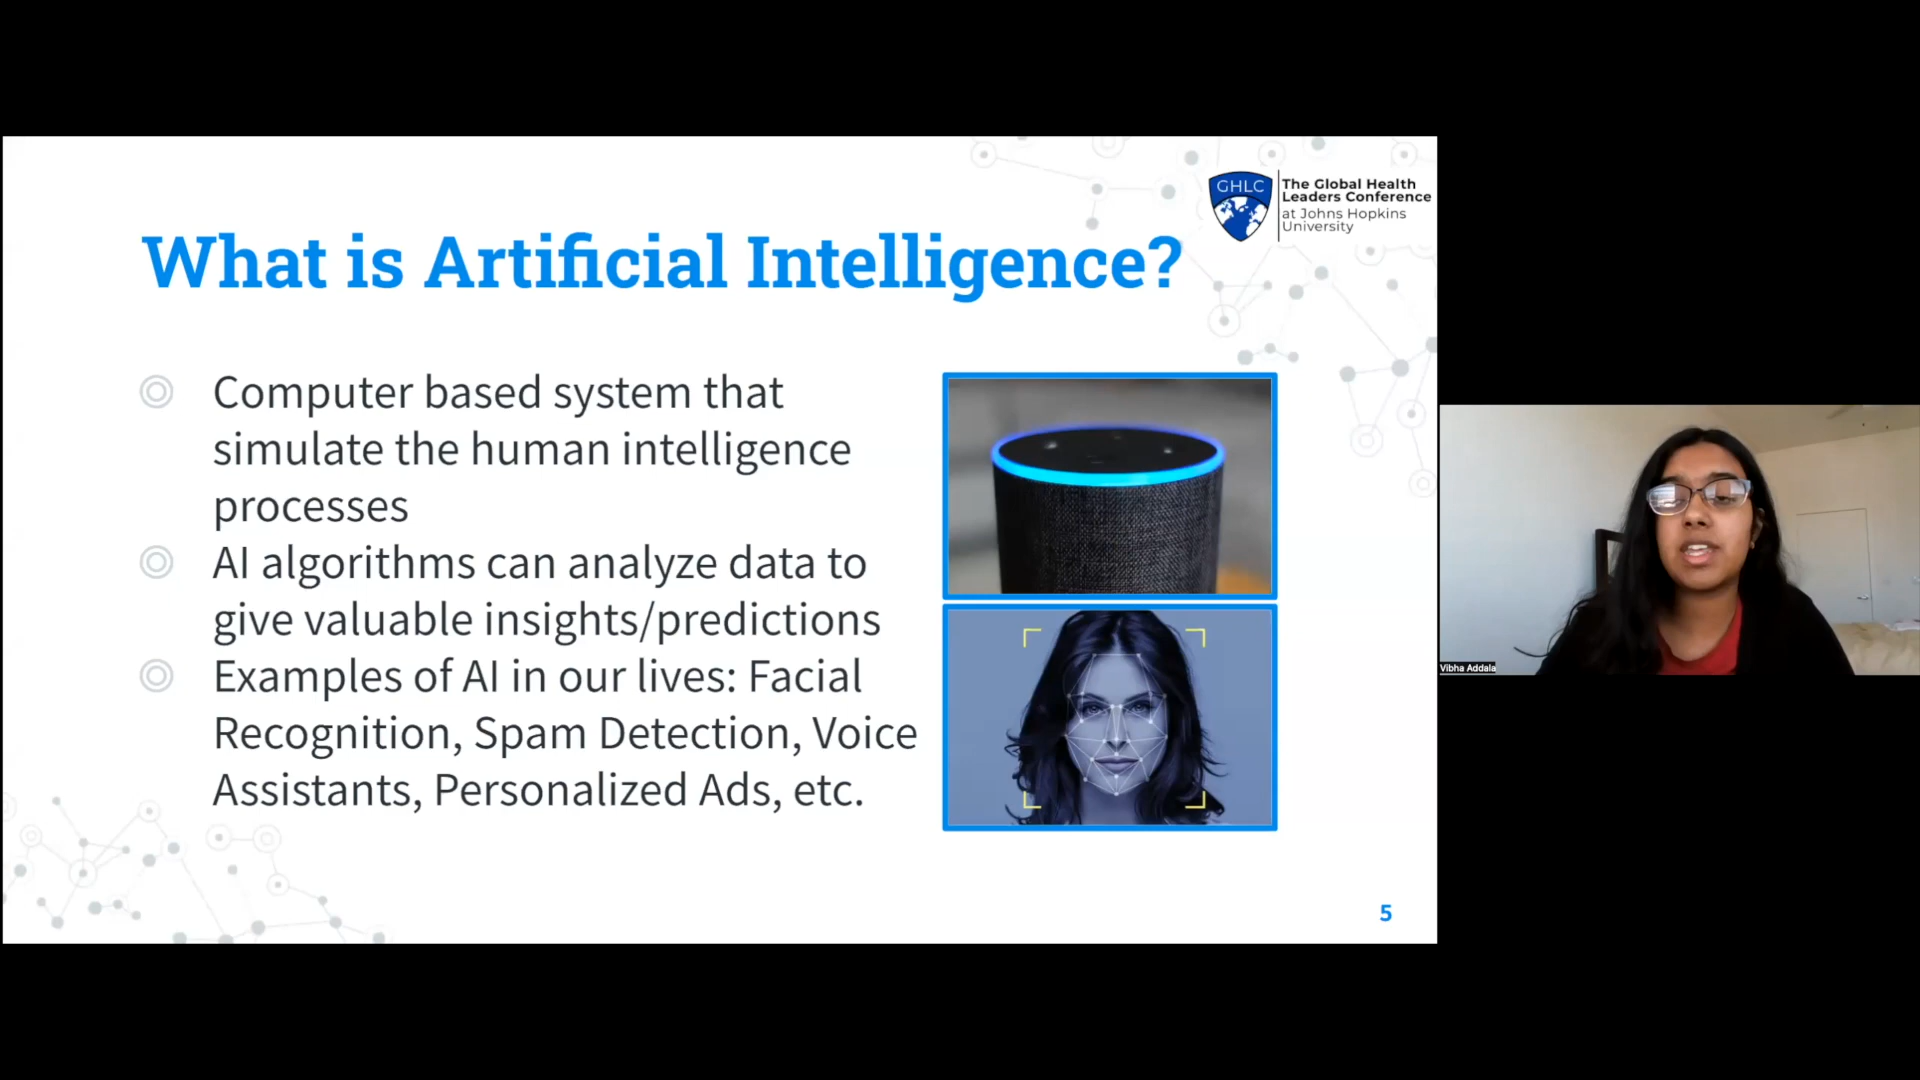 GHLC
The Global Health
Leaders Conference
at Johns Hopkins
University
What is Artificial Intelligence?
Computer based system that
simulate the human intelligence
processes
AI algorithms can analyze data to
give valuable insights/predictions
Examples of AI in our lives: Facial
Recognition, Spam Detection, Voice
Assistants, Personalized Ads, etc.
5
Vibha Addala